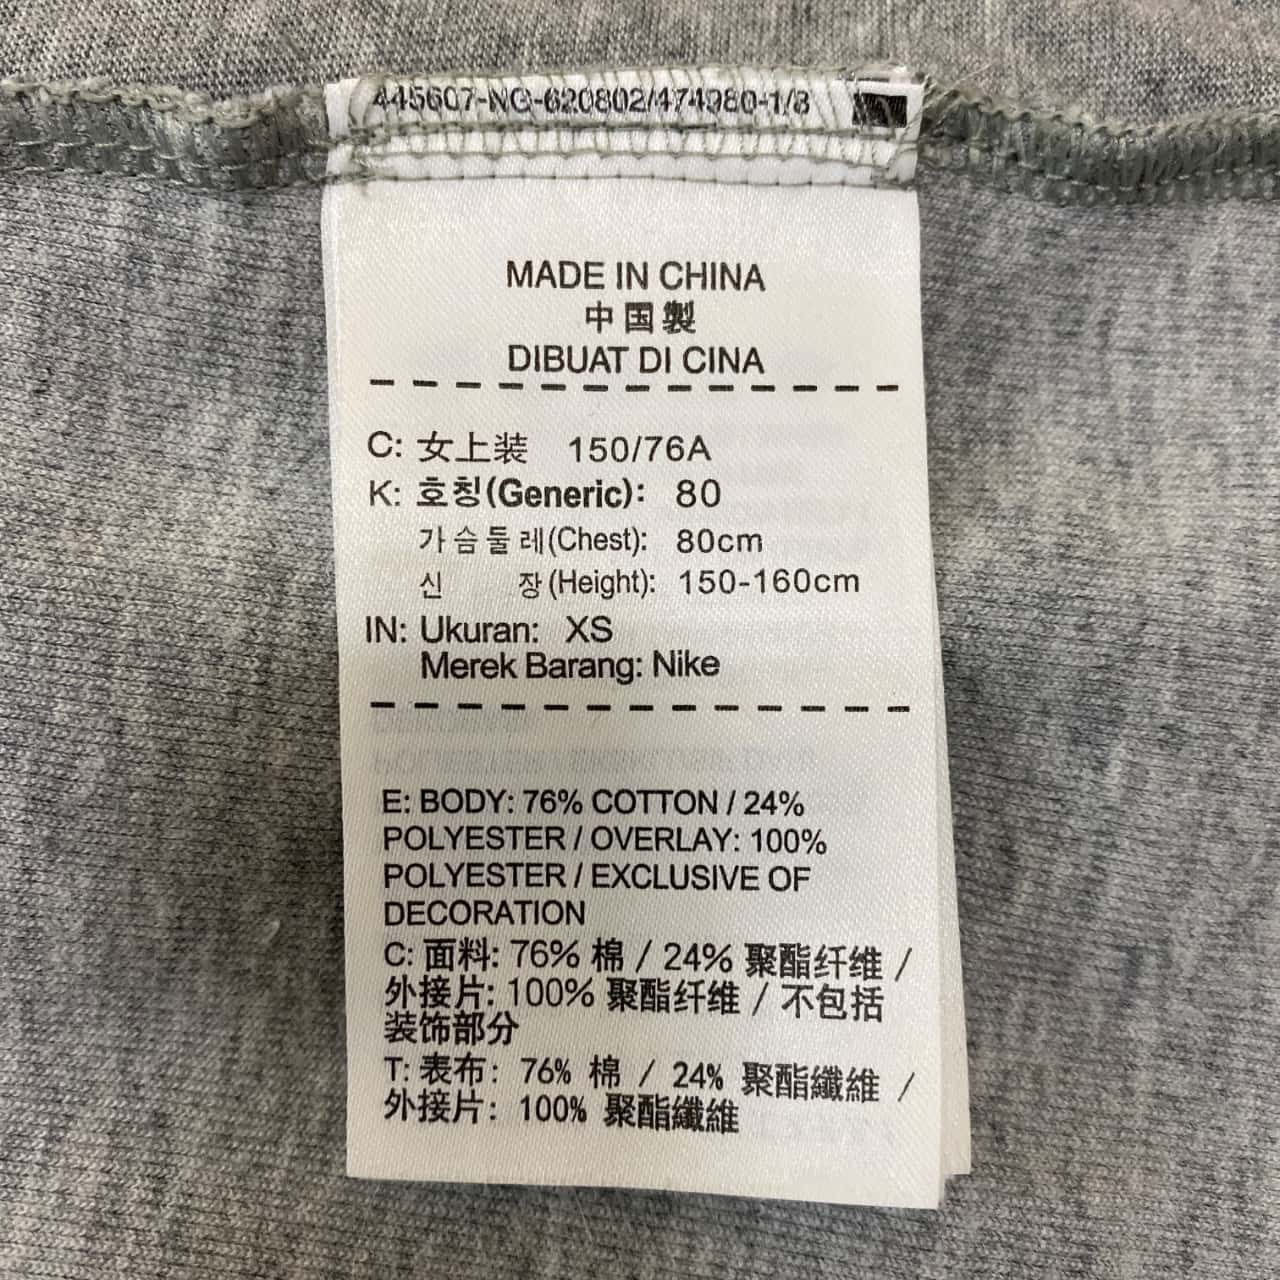 445607-NG-620802/474980-1/8
MADE IN CHINA
中国製
DIBUAT DI CINA
C: 女上装 150/76A
K: 호칭(Generic): 80
가슴둘레(Chest): 80cm
신 장(Height): 150-160cm
IN: Ukuran: XS
Merek Barang: Nike
E: BODY: 76% COTTON / 24%
POLYESTER / OVERLAY: 100%
POLYESTER / EXCLUSIVE OF
DECORATION
C: 面料: 76% 棉 / 24% 聚酯纤维 /
外接片: 100% 聚酯纤维 / 不包括
装饰部分
T: 表布: 76% 棉 / 24% 聚酯纖維 /
外接片: 100% 聚酯纖維